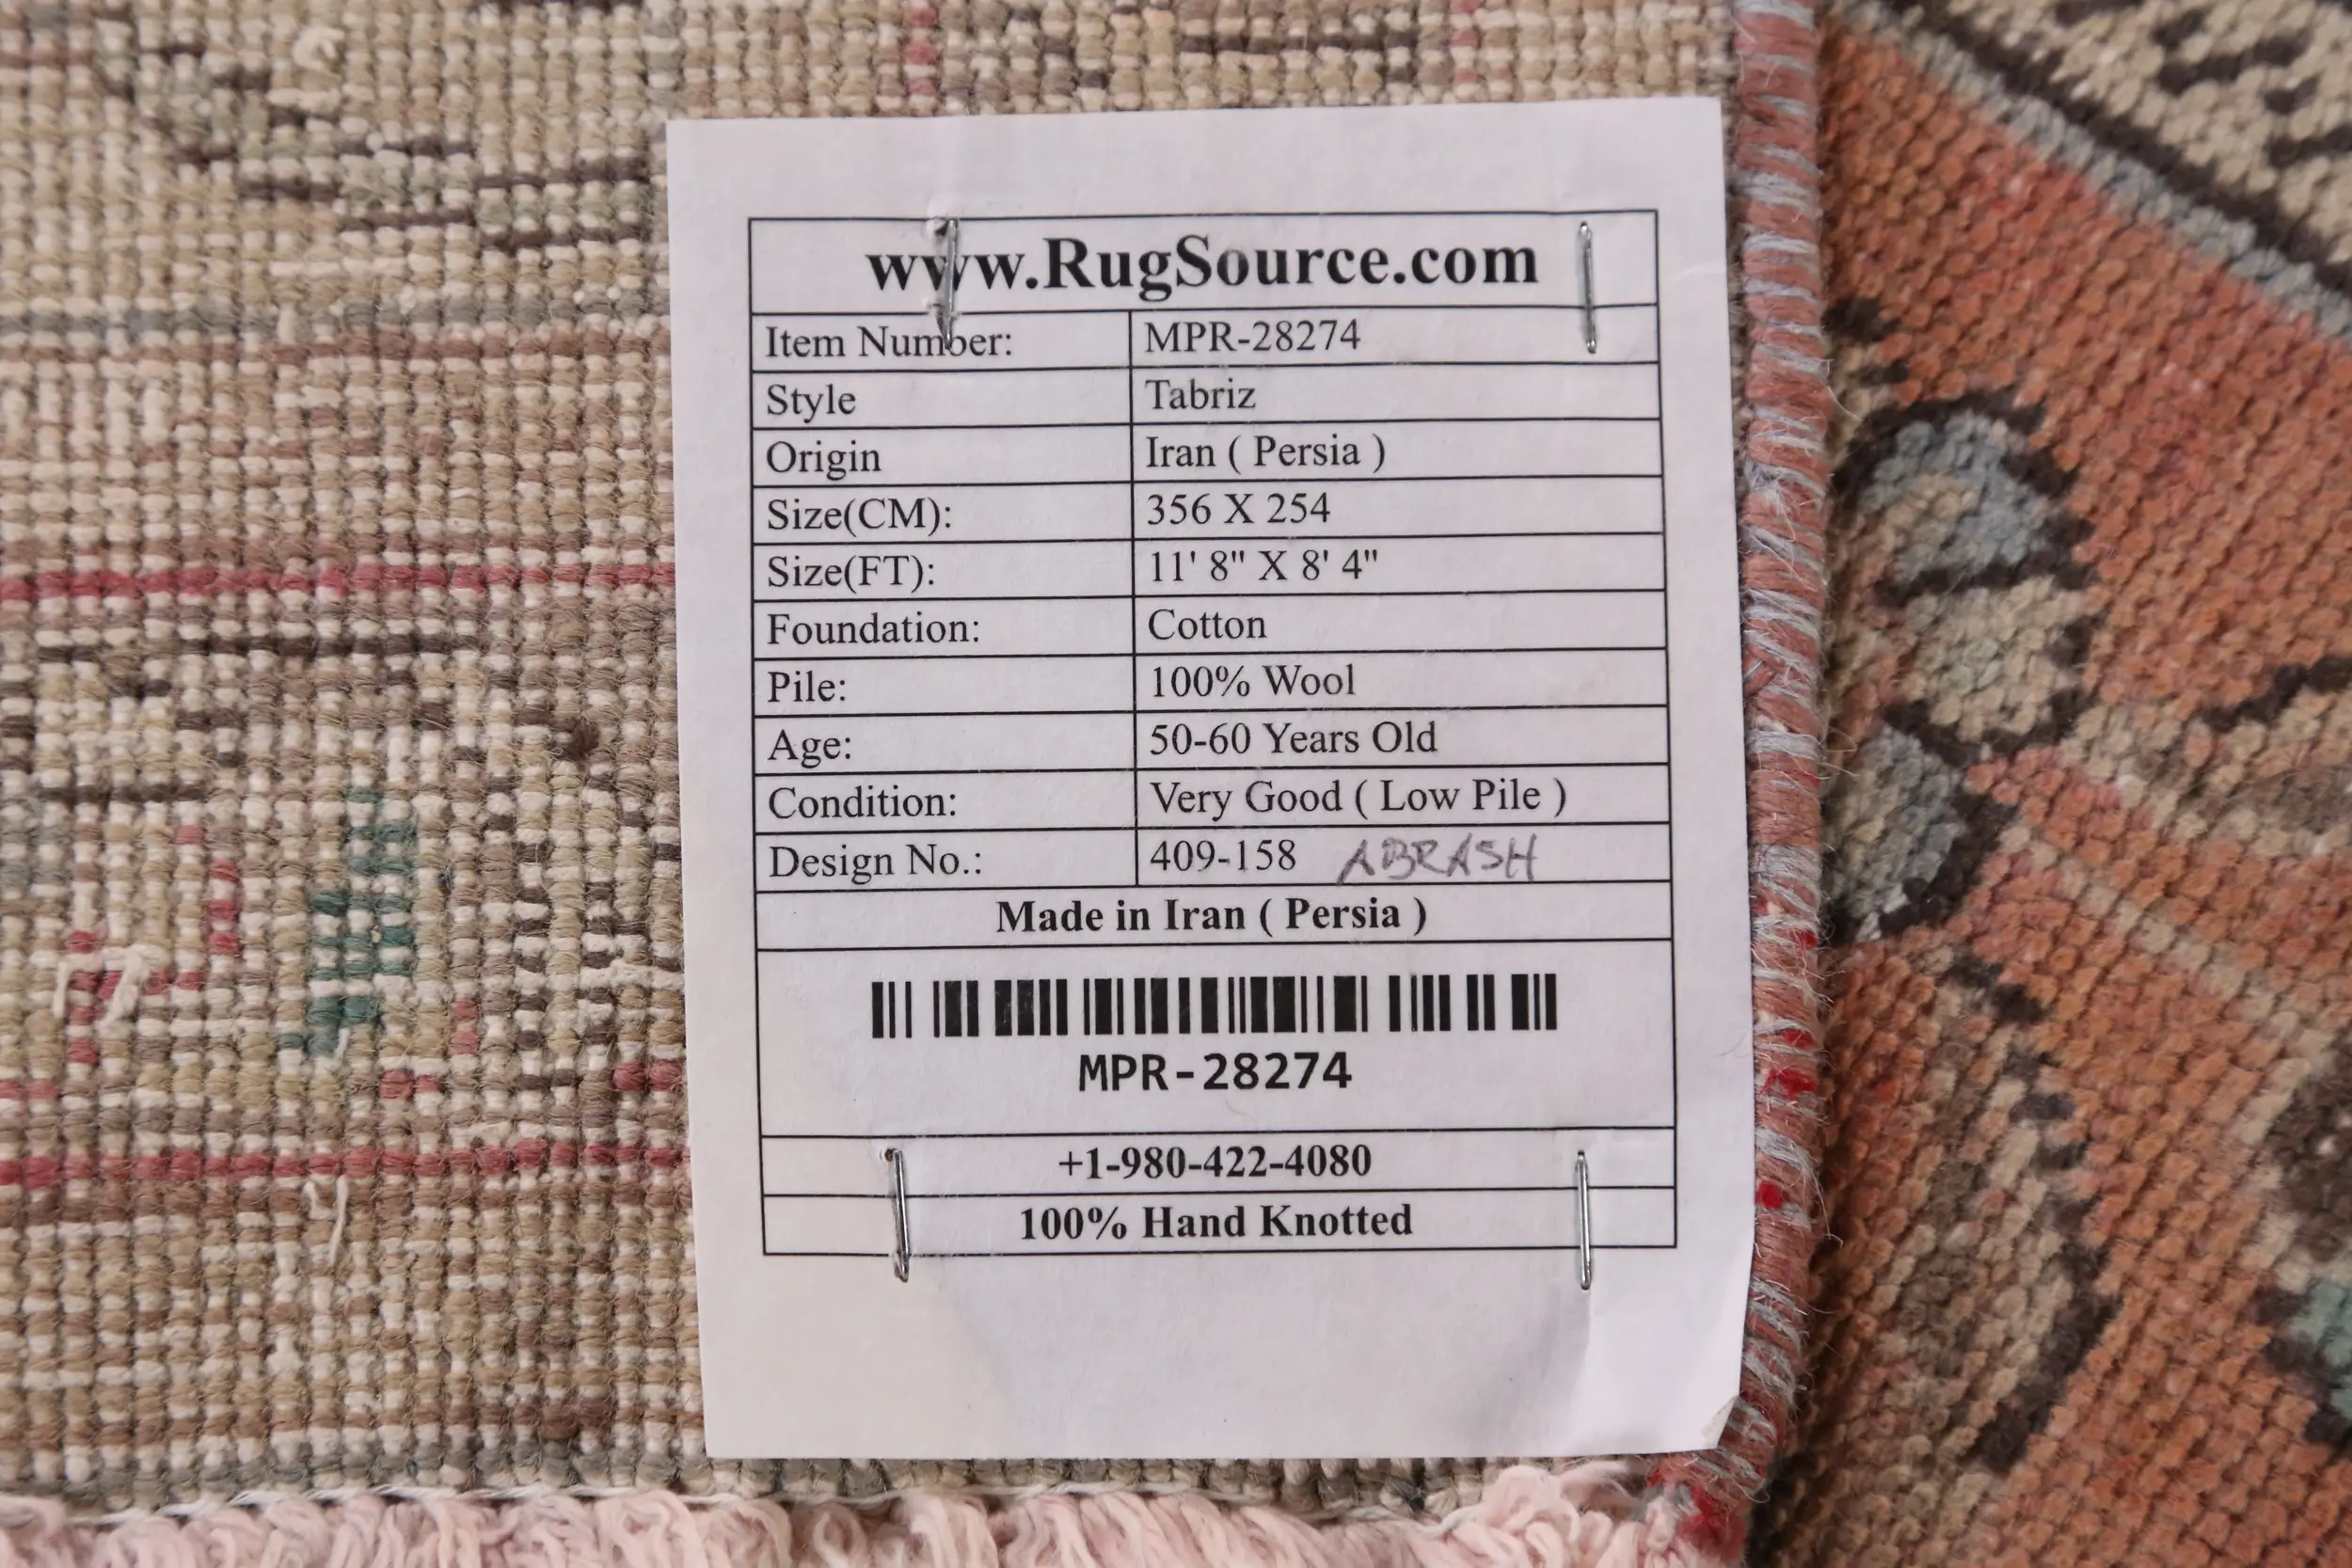 www.RugSource.com
Item Number: MPR-28274
Style Tabriz
Origin Iran ( Persia )
Size(CM): 356 X 254
Size(FT): 11' 8" X 8' 4"
Foundation: Cotton
Pile: 100% Wool
Age: 50-60 Years Old
Condition: Very Good ( Low Pile )
Design No.: 409-158 ABRASH
Made in Iran ( Persia )
MPR-28274
+1-980-422-4080
100% Hand Knotted